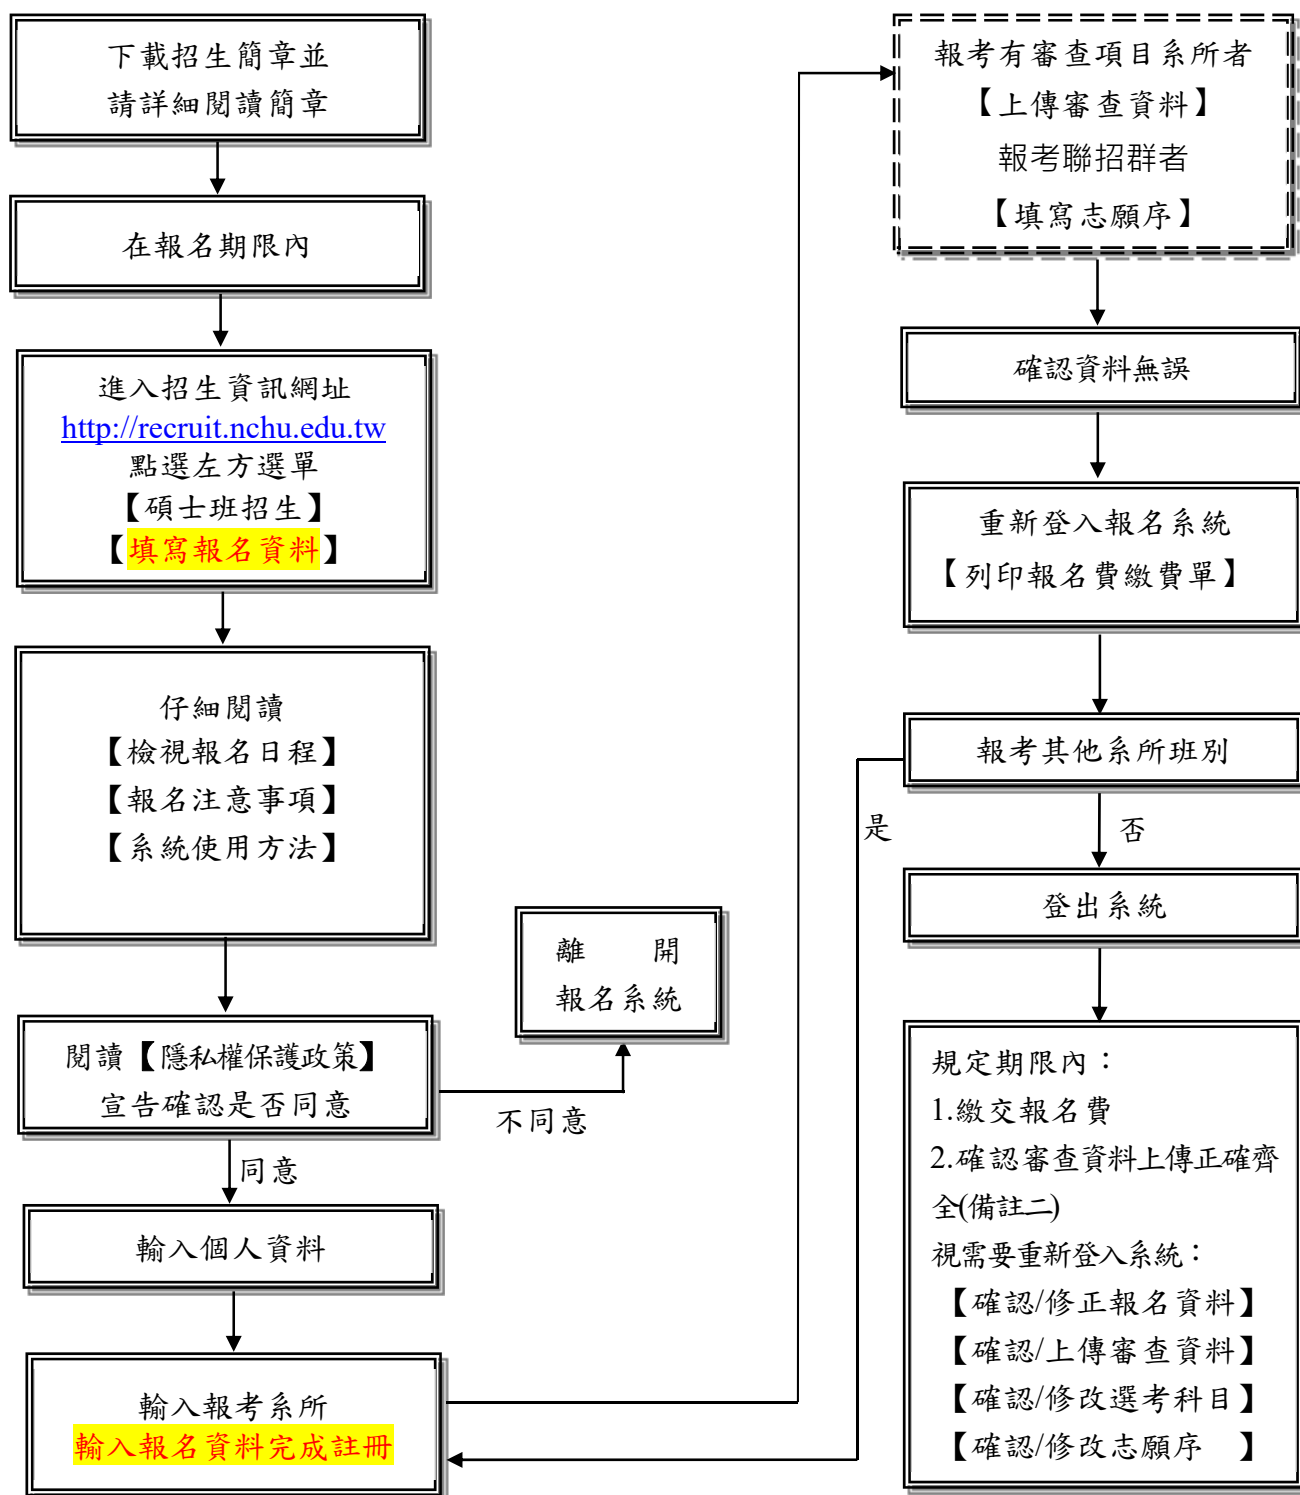 下載招生簡章並
請詳細閱讀簡章
在報名期限內
進入招生資訊網址
http://recruit.nchu.edu.tw
點選左方選單
【碩士班招生】
【填寫報名資料】
仔細閱讀
【檢視報名日程】
【報名注意事項】
【系統使用方法】
離　　開
報名系統
閱讀【隱私權保護政策】
宣告確認是否同意
不同意
同意
輸入個人資料
輸入報考系所
輸入報名資料完成註冊
報考有審查項目系所者
【上傳審查資料】
報考聯招群者
【填寫志願序】
確認資料無誤
重新登入報名系統
【列印報名費繳費單】
報考其他系所班別
是
否
登出系統
規定期限內：
1.繳交報名費
2.確認審查資料上傳正確齊
全(備註二)
視需要重新登入系統：
【確認/修正報名資料】
【確認/上傳審查資料】
【確認/修改選考科目】
【確認/修改志願序　】